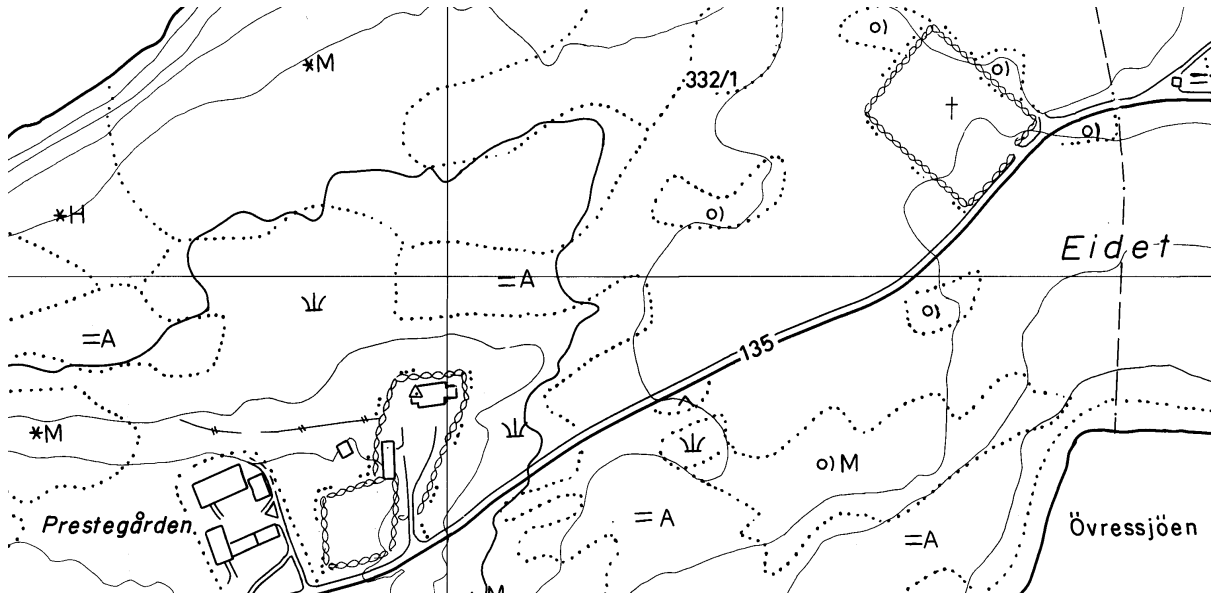 M
332/1
H
Eidet
=A
=A
135
M
M
=A
Prestegården
=A
Övressjöen
M